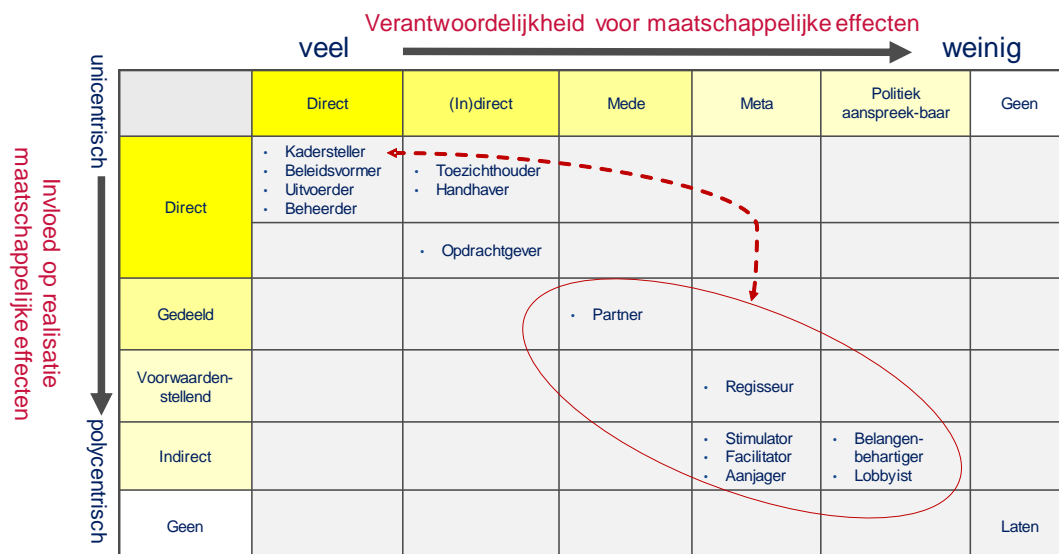 Verantwoordelijkheid voor maatschappelijke effecten
veel
weinig
unicentrisch
Invloed op realisatie
maatschappelijke effecten
polycentrisch
Direct
(In)direct
Mede
Meta
Politiek
aanspreek-baar
Geen
Direct
• Kadersteller
• Beleidsvormer
• Uitvoerder
• Beheerder
• Toezichthouder
• Handhaver
• Opdrachtgever
Gedeeld
• Partner
Voorwaarden-
stellend
• Regisseur
Indirect
• Stimulator
• Facilitator
• Aanjager
• Belangen-
behartiger
• Lobbyist
Geen
Laten